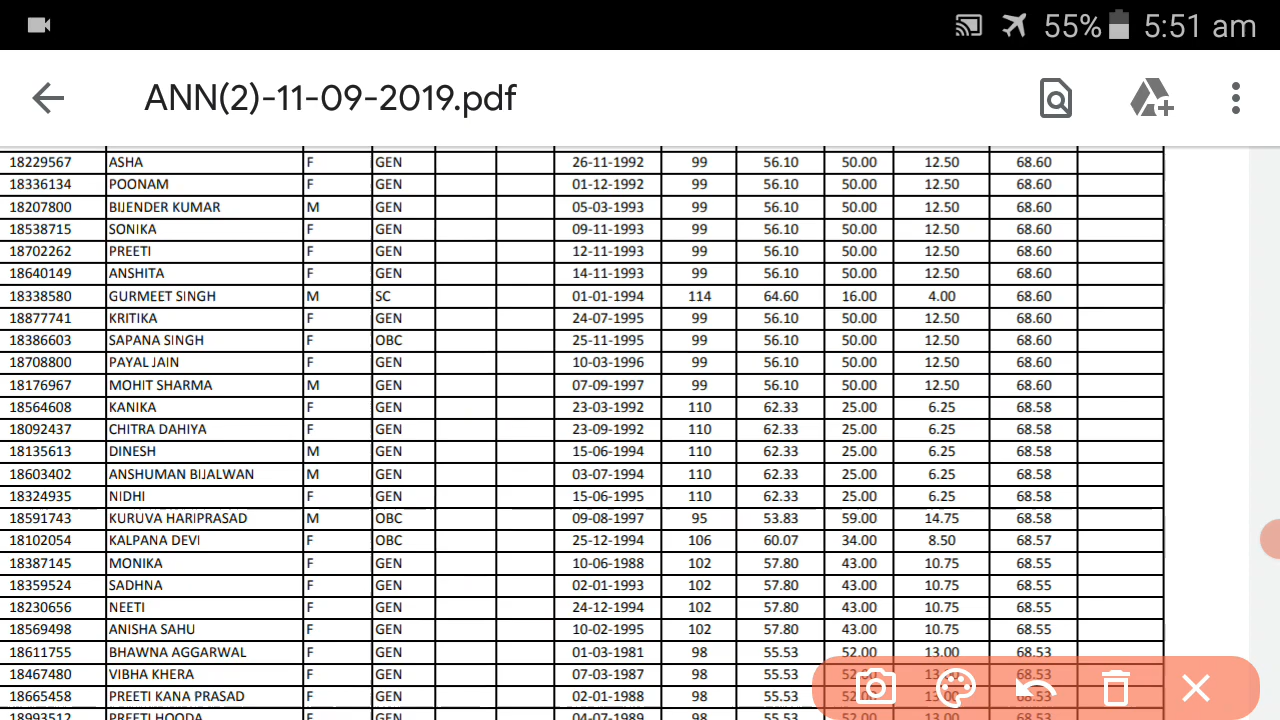 55% 5:51 am
ANN(2)-11-09-2019.pdf
18229567 ASHA F GEN 26-11-1992 99 56.10 50.00 12.50 68.60
18336134 POONAM F GEN 01-12-1992 99 56.10 50.00 12.50 68.60
18207800 BIJENDER KUMAR M GEN 05-03-1993 99 56.10 50.00 12.50 68.60
18538715 SONIKA F GEN 09-11-1993 99 56.10 50.00 12.50 68.60
18702262 PREETI F GEN 12-11-1993 99 56.10 50.00 12.50 68.60
18640149 ANSHITA F GEN 14-11-1993 99 56.10 50.00 12.50 68.60
18338580 GURMEET SINGH M SC 01-01-1994 114 64.60 16.00 4.00 68.60
18877741 KRITIKA F GEN 24-07-1995 99 56.10 50.00 12.50 68.60
18386603 SAPANA SINGH F OBC 25-11-1995 99 56.10 50.00 12.50 68.60
18708800 PAYAL JAIN F GEN 10-03-1996 99 56.10 50.00 12.50 68.60
18176967 MOHIT SHARMA M GEN 07-09-1997 99 56.10 50.00 12.50 68.60
18564608 KANIKA F GEN 23-03-1992 110 62.33 25.00 6.25 68.58
18092437 CHITRA DAHIYA F GEN 23-09-1992 110 62.33 25.00 6.25 68.58
18135613 DINESH M GEN 15-06-1994 110 62.33 25.00 6.25 68.58
18603402 ANSHUMAN BIJALWAN M GEN 03-07-1994 110 62.33 25.00 6.25 68.58
18324935 NIDHI F GEN 15-06-1995 110 62.33 25.00 6.25 68.58
18591743 KURUVA HARIPRASAD M OBC 09-08-1997 95 53.83 59.00 14.75 68.58
18102054 KALPANA DEVI F OBC 25-12-1994 106 60.07 34.00 8.50 68.57
18387145 MONIKA F GEN 10-06-1988 102 57.80 43.00 10.75 68.55
18359524 SADHNA F GEN 02-01-1993 102 57.80 43.00 10.75 68.55
18230656 NEETI F GEN 24-12-1994 102 57.80 43.00 10.75 68.55
18569498 ANISHA SAHU F GEN 10-02-1995 102 57.80 43.00 10.75 68.55
18611755 BHAWNA AGGARWAL F GEN 01-03-1981 98 55.53 52.00 13.00 68.53
18467480 VIBHA KHERA F GEN 07-03-1987 98 55.53 68.53
18665458 PREETI KANA PRASAD F GEN 02-01-1988 98 55.53 68.53
18993512 PREETI HOODA F GEN 04-07-1989 98 55.53 52.00 13.00 68.53